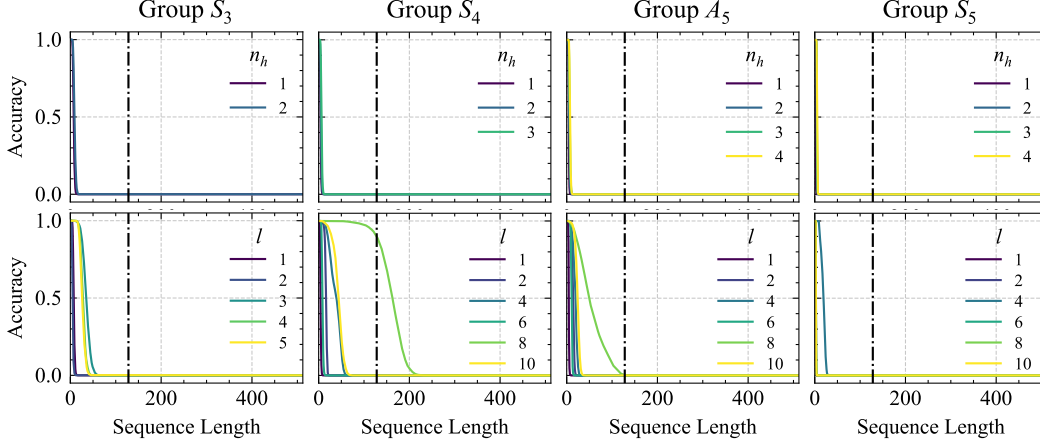 Group S₃ Group S₄ Group A₅ Group S₅
1.0 nₕ nₕ nₕ nₕ
1 1 1 1
2 2 2 2
0.5 3 3 3
4 4
0.0
Accuracy
1.0 l l l l
1 1 1 1
2 2 2 2
0.5 3 4 4 4
4 6 6 6
5 8 8 8
0.0 10 10 10
Accuracy
0 200 400 0 200 400 0 200 400 0 200 400
Sequence Length Sequence Length Sequence Length Sequence Length